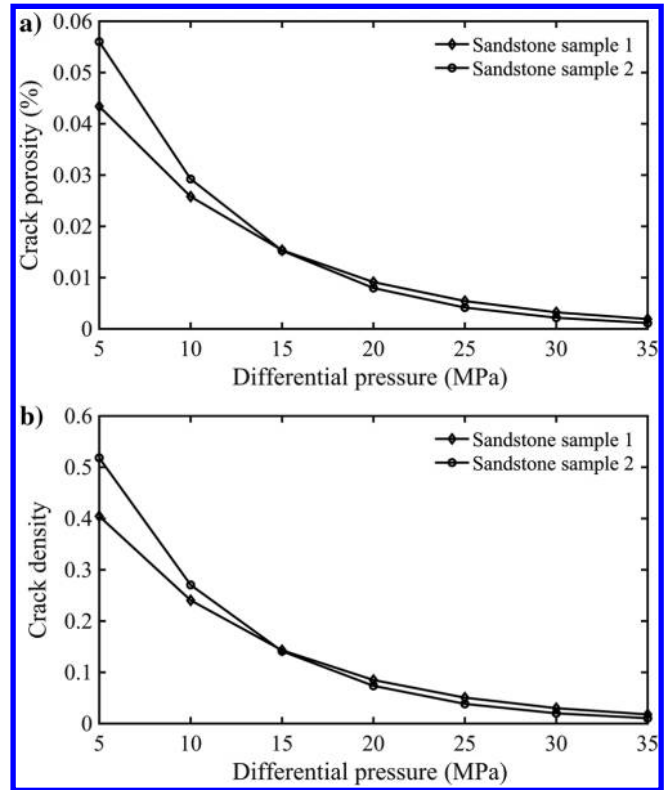 a)
0.06
0.05
0.04
0.03
0.02
0.01
0
Crack porosity (%)
Sandstone sample 1
Sandstone sample 2
5 10 15 20 25 30 35
Differential pressure (MPa)
b)
0.6
0.5
0.4
0.3
0.2
0.1
0
Crack density
Sandstone sample 1
Sandstone sample 2
5 10 15 20 25 30 35
Differential pressure (MPa)